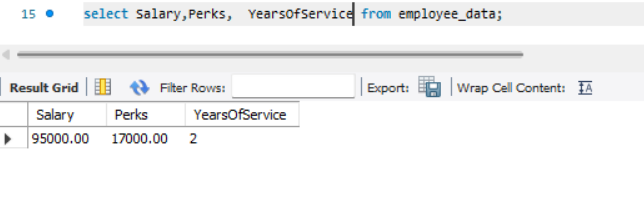 15 select Salary,Perks, YearsOfService from employee_data;
Result Grid Filter Rows: Export: Wrap Cell Content: IA
Salary Perks YearsOfService
95000.00 17000.00 2